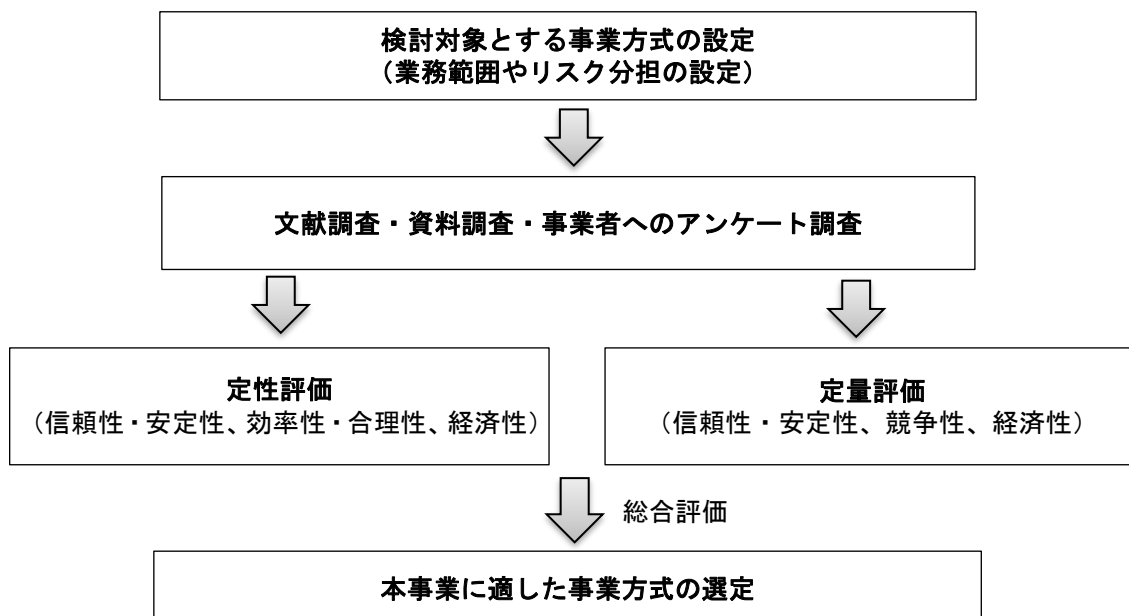 検討対象とする事業方式の設定
（業務範囲やリスク分担の設定）
文献調査・資料調査・事業者へのアンケート調査
定性評価
（信頼性・安定性、効率性・合理性、経済性）
定量評価
（信頼性・安定性、競争性、経済性）
総合評価
本事業に適した事業方式の選定